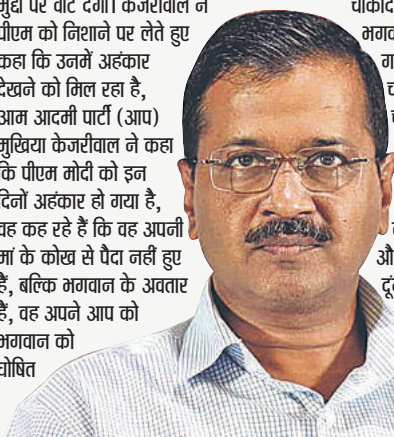 मुद्दों पर वोट देगी। केजरीवाल ने
पीएम को निशाने पर लेते हुए
कहा कि उनमें अहंकार
देखने को मिल रहा है,
आम आदमी पार्टी (आप)
मुखिया केजरीवाल ने कहा
कि पीएम मोदी को इन
दिनों अहंकार हो गया है,
वह कह रहे हैं कि वह अपनी
मां के कोख से पैदा नहीं हुए
हैं, बल्कि भगवान के अवतार
हैं, वह अपने आप को
भगवान को
घोषित
भगव
और